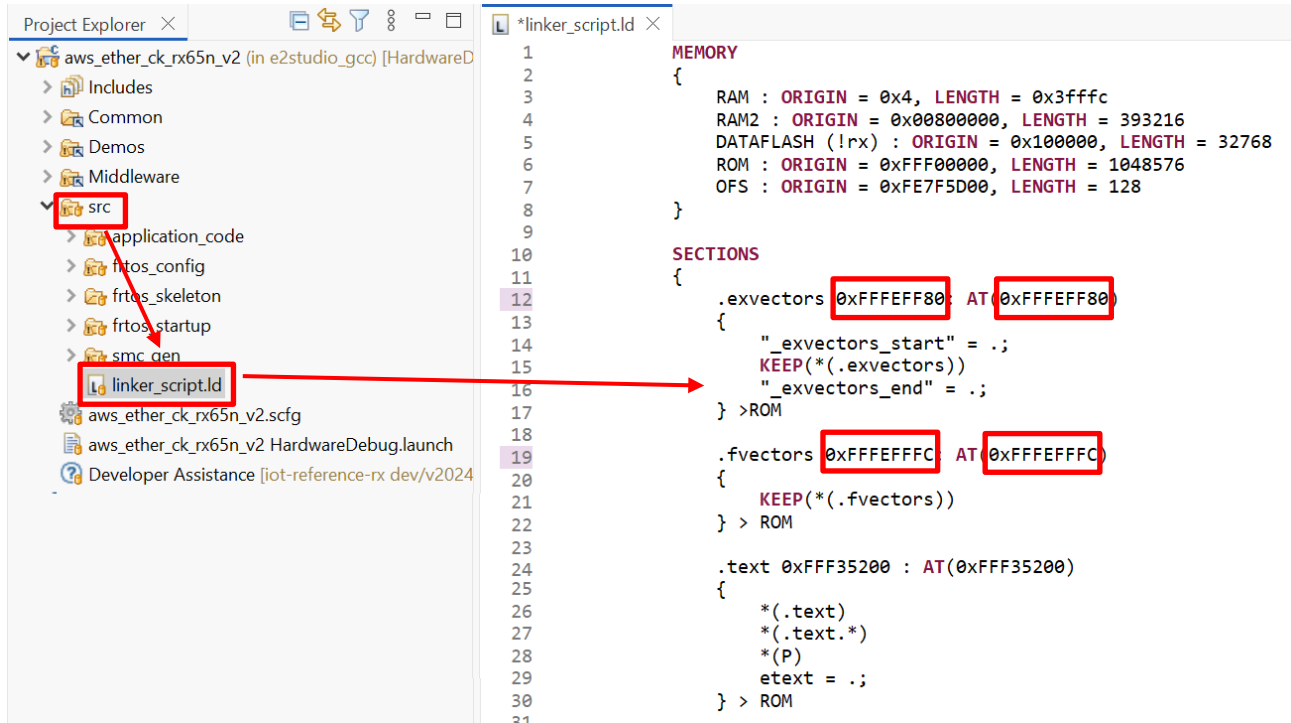 Project Explorer
aws_ether_ck_rx65n_v2 (in e2studio_gcc) [HardwareD
Includes
Common
Demos
Middleware
src
application_code
frtos_config
frtos_skeleton
frtos_startup
smc_gen
linker_script.ld
aws_ether_ck_rx65n_v2.scfg
aws_ether_ck_rx65n_v2 HardwareDebug.launch
Developer Assistance [iot-reference-rx dev/v2024
*linker_script.ld
1 MEMORY
2 {
3 RAM : ORIGIN = 0x4, LENGTH = 0x3fffc
4 RAM2 : ORIGIN = 0x00800000, LENGTH = 393216
5 DATAFLASH (!rx) : ORIGIN = 0x100000, LENGTH = 32768
6 ROM : ORIGIN = 0xFFF00000, LENGTH = 1048576
7 OFS : ORIGIN = 0xFE7F5D00, LENGTH = 128
8 }
9
10 SECTIONS
11 {
12 .exvectors 0xFFFEFF80: AT(0xFFFEFF80)
13 {
14 "_exvectors_start" = .;
15 KEEP(*(.exvectors))
16 "_exvectors_end" = .;
17 } >ROM
18
19 .fvectors 0xFFFEFFFC: AT(0xFFFEFFFC)
20 {
21 KEEP(*(.fvectors))
22 } > ROM
23
24 .text 0xFFF35200 : AT(0xFFF35200)
25 {
26 *(.text)
27 *(.text.*)
28 *(P)
29 etext = .;
30 } > ROM
31